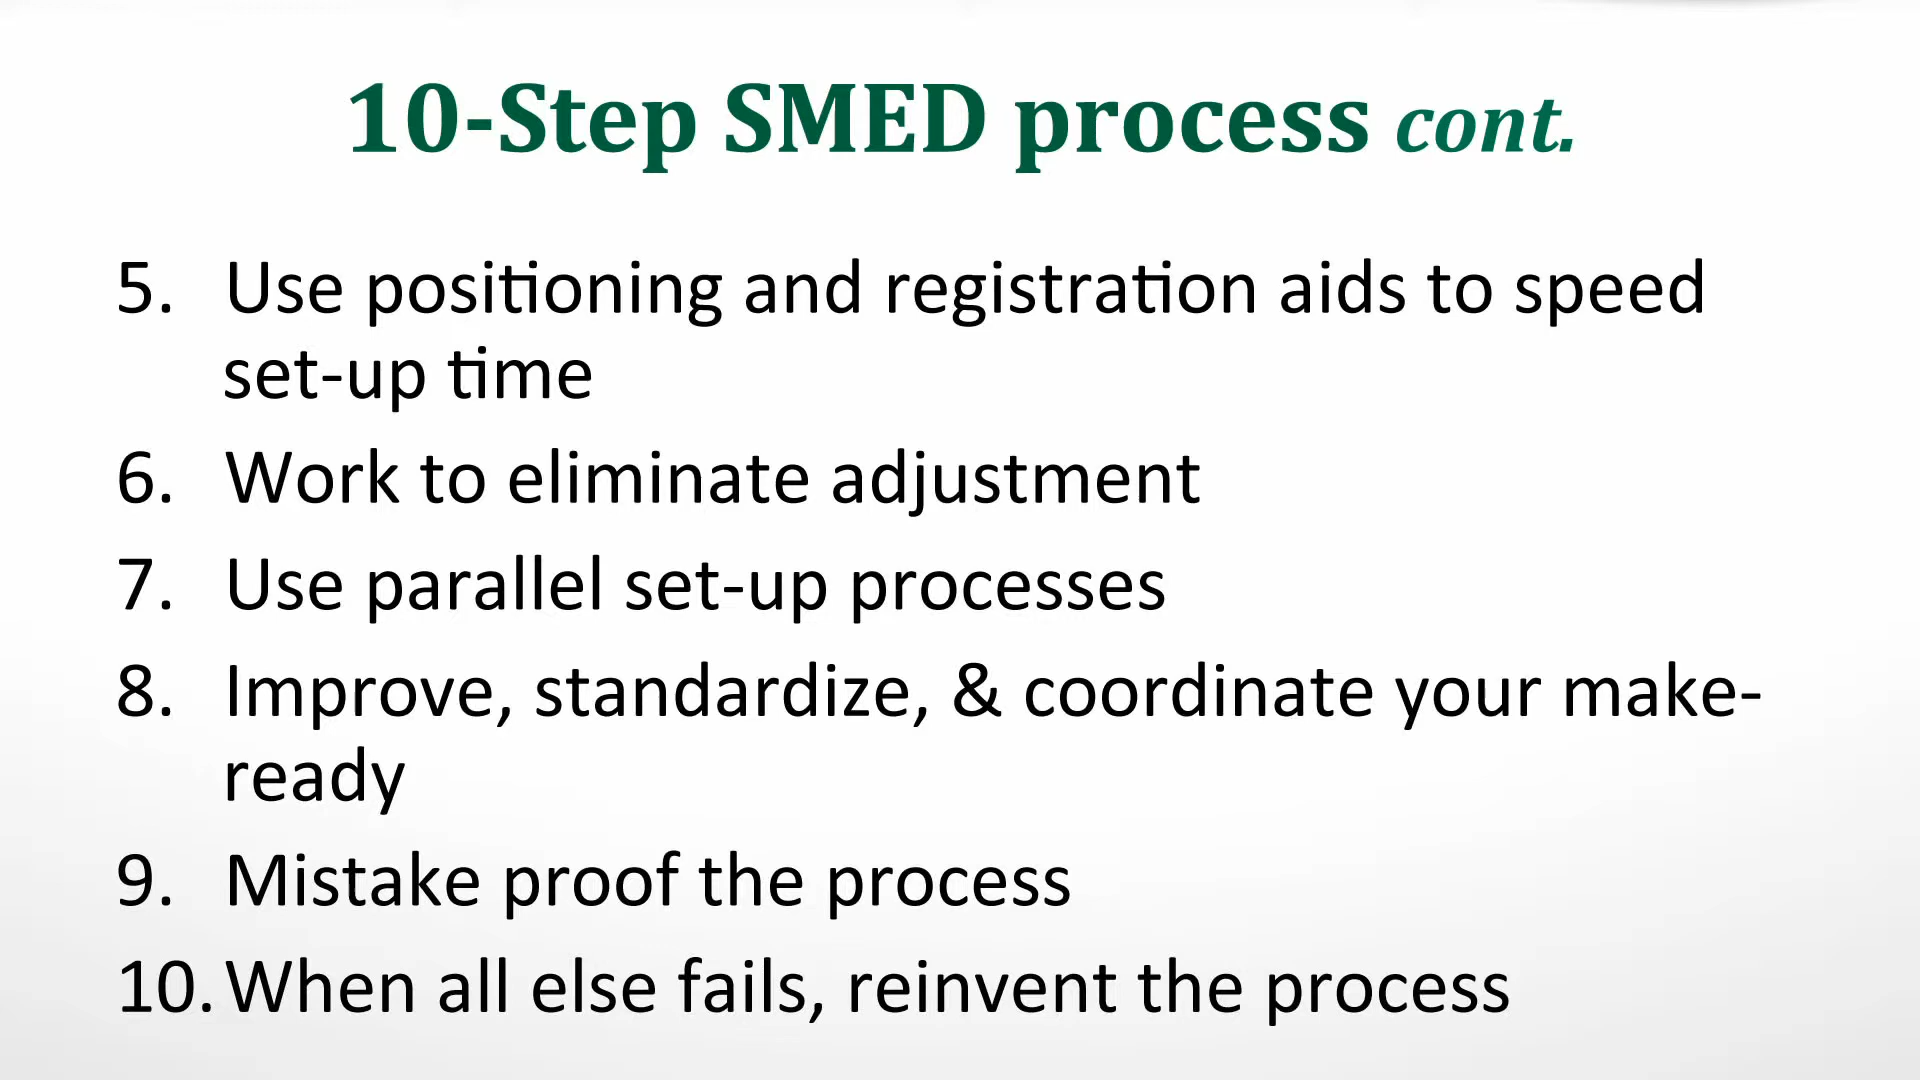 10-Step SMED process cont.
5. Use positioning and registration aids to speed
set-up time
6. Work to eliminate adjustment
7. Use parallel set-up processes
8. Improve, standardize, & coordinate your make-
ready
9. Mistake proof the process
10. When all else fails, reinvent the process